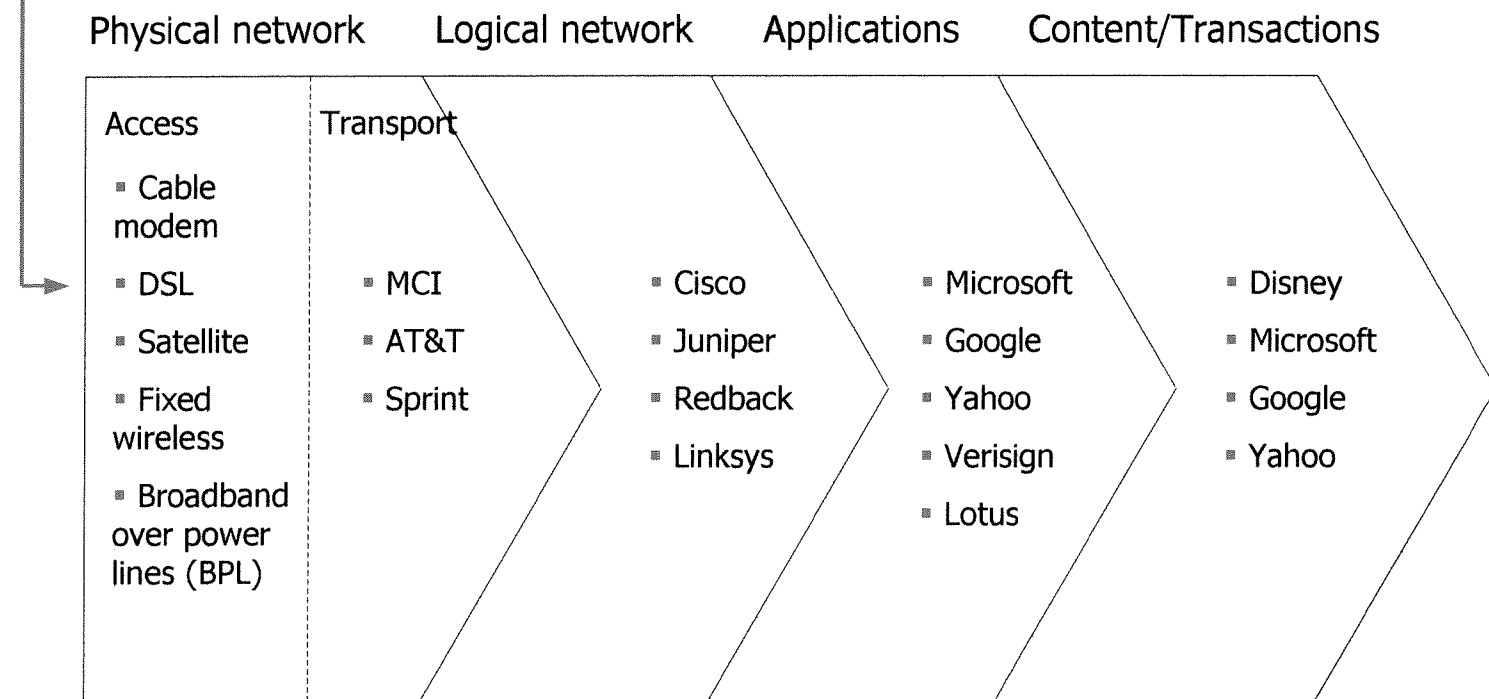 Physical network Logical network Applications Content/Transactions
Access
▪ Cable
modem
▪ DSL
▪ Satellite
▪ Fixed
wireless
▪ Broadband
over power
lines (BPL)
Transport
▪ MCI
▪ AT&T
▪ Sprint
▪ Cisco
▪ Juniper
▪ Redback
▪ Linksys
▪ Microsoft
▪ Google
▪ Yahoo
▪ Verisign
▪ Lotus
▪ Disney
▪ Microsoft
▪ Google
▪ Yahoo